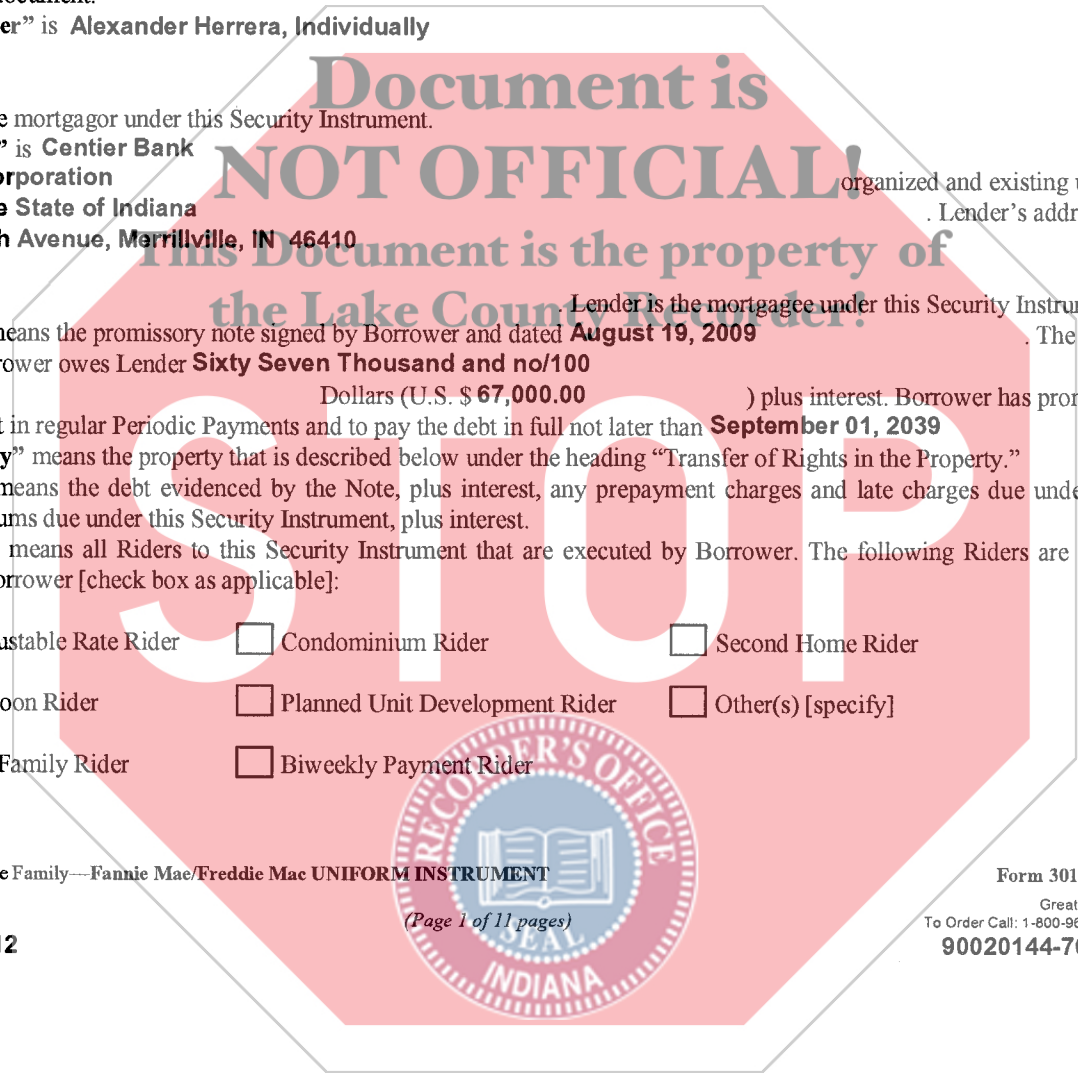 er” is Alexander Herrera, Individually
Document is
e mortgagor under this Security Instrument.
” is Centier Bank
NOT OFFICIAL!
orporation organized and existing
e State of Indiana . Lender’s addr
h Avenue, Merrillville, IN 46410
This Document is the property of
the Lake County Recorder!
. Lender is the mortgagee under this Security Instrum
neans the promissory note signed by Borrower and dated August 19, 2009 . The
ower owes Lender Sixty Seven Thousand and no/100
Dollars (U.S. $ 67,000.00 ) plus interest. Borrower has pron
t in regular Periodic Payments and to pay the debt in full not later than September 01, 2039
y” means the property that is described below under the heading “Transfer of Rights in the Property.”
means the debt evidenced by the Note, plus interest, any prepayment charges and late charges due unde
ums due under this Security Instrument, plus interest.
means all Riders to this Security Instrument that are executed by Borrower. The following Riders are
orrower [check box as applicable]:
STOP
ustable Rate Rider Condominium Rider Second Home Rider
oon Rider Planned Unit Development Rider Other(s) [specify]
Family Rider Biweekly Payment Rider
RECORDER'S OFFICE
e Family—Fannie Mae/Freddie Mac UNIFORM INSTRUMENT Form 301
Great
(Page 1 of 11 pages) To Order Call: 1-800-96
SEAL
12 90020144-70
INDIANA